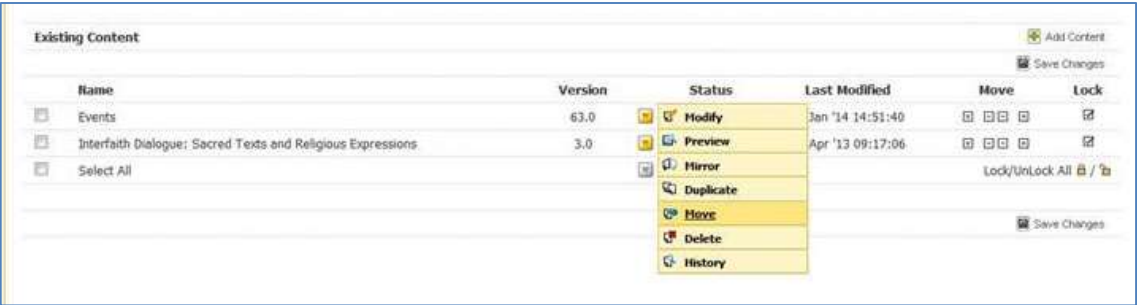 Existing Content Add Content
Save Changes
Name Version Status Last Modified Move Lock
Events 63.0 Modify Jan '14 14:51:40
Interfaith Dialogue: Sacred Texts and Religious Expressions 3.0 Preview Apr '13 09:17:06
Select All Mirror Lock/UnLock All /
Duplicate
Move
Save Changes
Delete
History